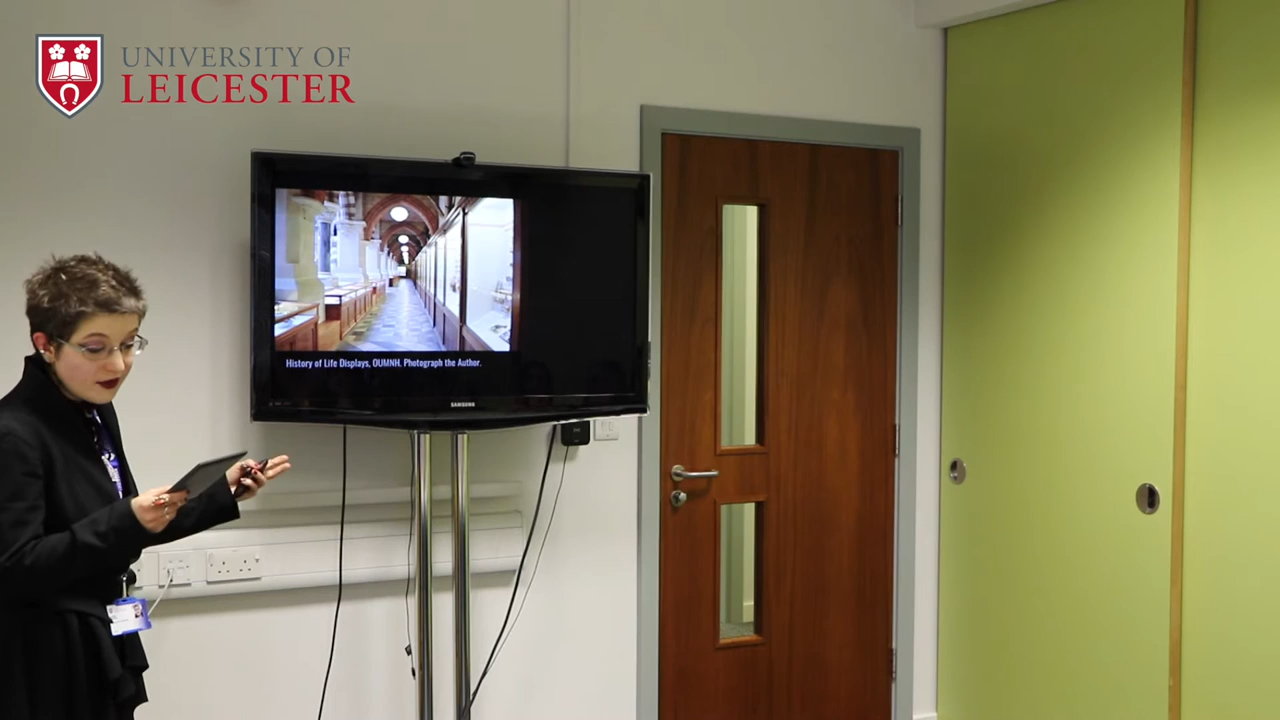 UNIVERSITY OF
LEICESTER
History of Life Displays, OUMNH. Photograph the Author.
SAMSUNG